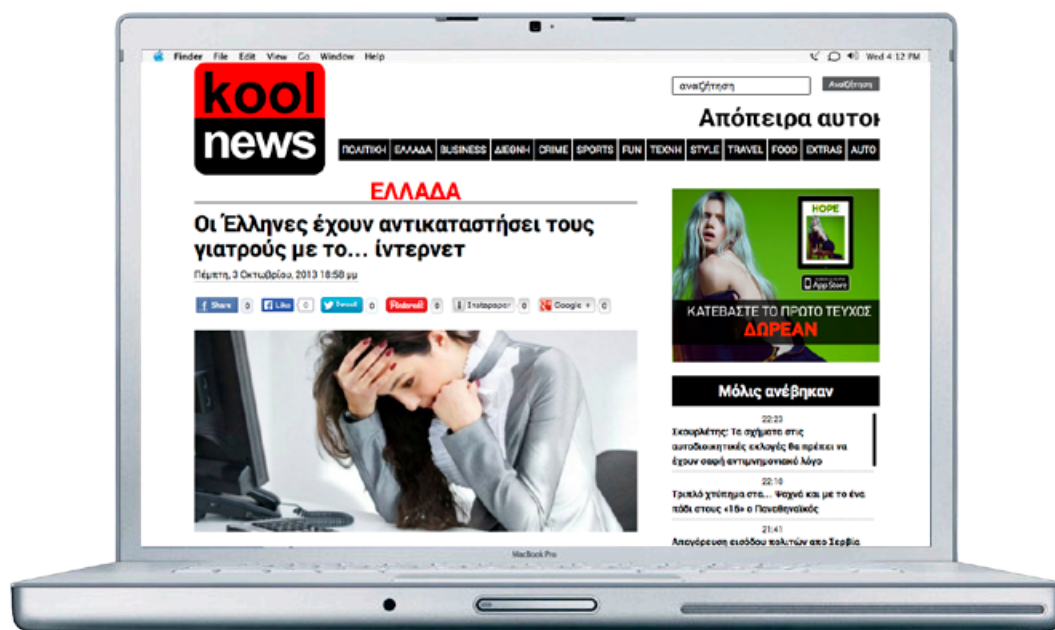 Finder File Edit View Go Window Help
Wed 4:12 PM
kool
news
αναζήτηση
Αναζήτηση
Απόπειρα αυτοκ
ΠΟΛΙΤΙΚΗ ΕΛΛΑΔΑ BUSINESS ΔΙΕΘΝΗ CRIME SPORTS FUN ΤΕΧΝΗ STYLE TRAVEL FOOD EXTRAS AUTO
ΕΛΛΑΔΑ
Οι Έλληνες έχουν αντικαταστήσει τους
γιατρούς με το... ίντερνετ
Πέμπτη, 3 Οκτωβρίου, 2013 18:58 μμ
Share 0 Like 0 Tweet 0 Pinterest 0 Instapaper 0 Google + 0
HOPE
App Store
ΚΑΤΕΒΑΣΤΕ ΤΟ ΠΡΩΤΟ ΤΕΥΧΟΣ
ΔΩΡΕΑΝ
Μόλις ανέβηκαν
22:23
Σκουρλέτης: Τα σχήματα στις
αυτοδιοικητικές εκλογές θα πρέπει να
έχουν σαφή αντιμνημονιακό λόγο
22:10
Τριπλό χτύπημα στα... Ψαχνά και με το ένα
πόδι στους «16» ο Παναθηναϊκός
21:41
Απαγόρευση εισόδου πολιτών απο Σερβία
MacBook Pro